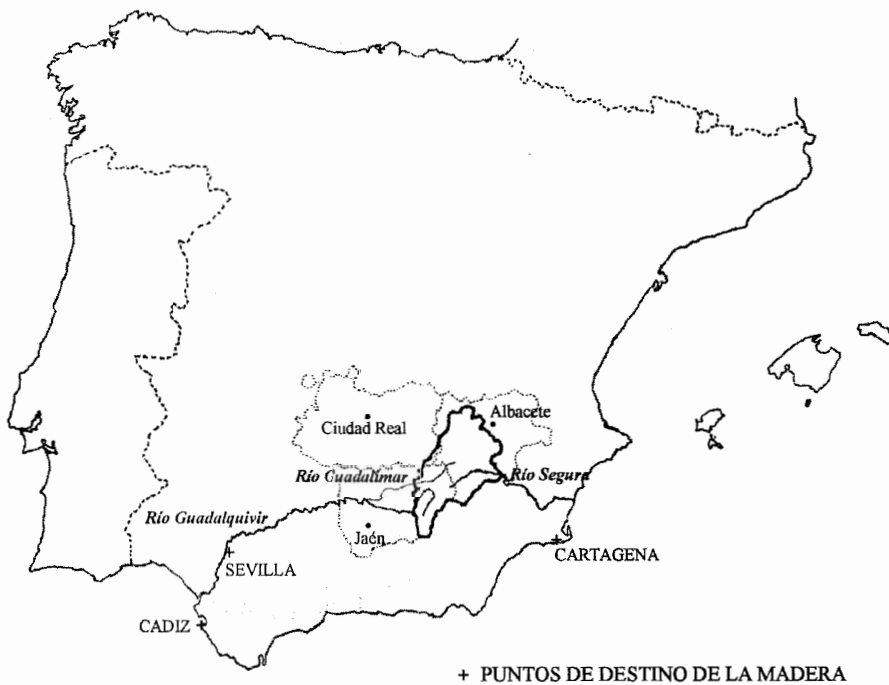 Albacete
Ciudad Real
Río Guadalimar
Río Segura
Río Guadalquivir
Jaén
CARTAGENA
SEVILLA
CADIZ
+ PUNTOS DE DESTINO DE LA MADERA